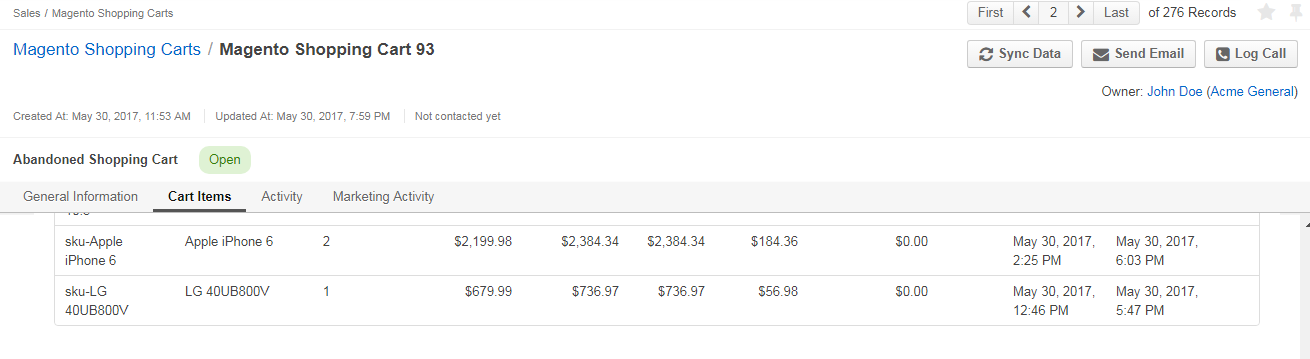 Sales / Magento Shopping Carts
First 2 Last of 276 Records
Magento Shopping Carts / Magento Shopping Cart 93
Sync Data Send Email Log Call
Owner: John Doe (Acme General)
Created At: May 30, 2017, 11:53 AM Updated At: May 30, 2017, 7:59 PM Not contacted yet
Abandoned Shopping Cart Open
General Information Cart Items Activity Marketing Activity
sku-Apple Apple iPhone 6 2 $2,199.98 $2,384.34 $2,384.34 $184.36 $0.00 May 30, 2017, May 30, 2017,
iPhone 6 2:25 PM 6:03 PM
sku-LG LG 40UB800V 1 $679.99 $736.97 $736.97 $56.98 $0.00 May 30, 2017, May 30, 2017,
40UB800V 12:46 PM 5:47 PM